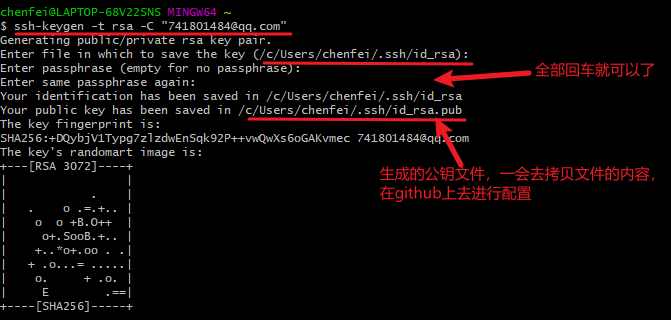 chenfei@LAPTOP-68V22SNS MINGW64 ~
$ ssh-keygen -t rsa -C "741801484@qq.com"
Generating public/private rsa key pair.
Enter file in which to save the key (/c/Users/chenfei/.ssh/id_rsa):
Enter passphrase (empty for no passphrase):
全部回车就可以了
Enter same passphrase again:
Your identification has been saved in /c/Users/chenfei/.ssh/id_rsa
Your public key has been saved in /c/Users/chenfei/.ssh/id_rsa.pub
The key fingerprint is:
SHA256:+DQybjV1Typg7zlzdwEnSqk92P++vwQwXs6oGAKvmec 741801484@qq.com
The key's randomart image is:
+---[RSA 3072]----+
生成的公钥文件，一会去拷贝文件的内容，
在github上去进行配置
|                 |
|            .    |
|   .    o .=.+.. |
|    o  o +B.O++  |
|     o+.SooB.+.. |
|    +..*o+.oo . .|
|   + .o...= .....|
|    o.     + .o. |
|     E        .==|
+----[SHA256]-----+